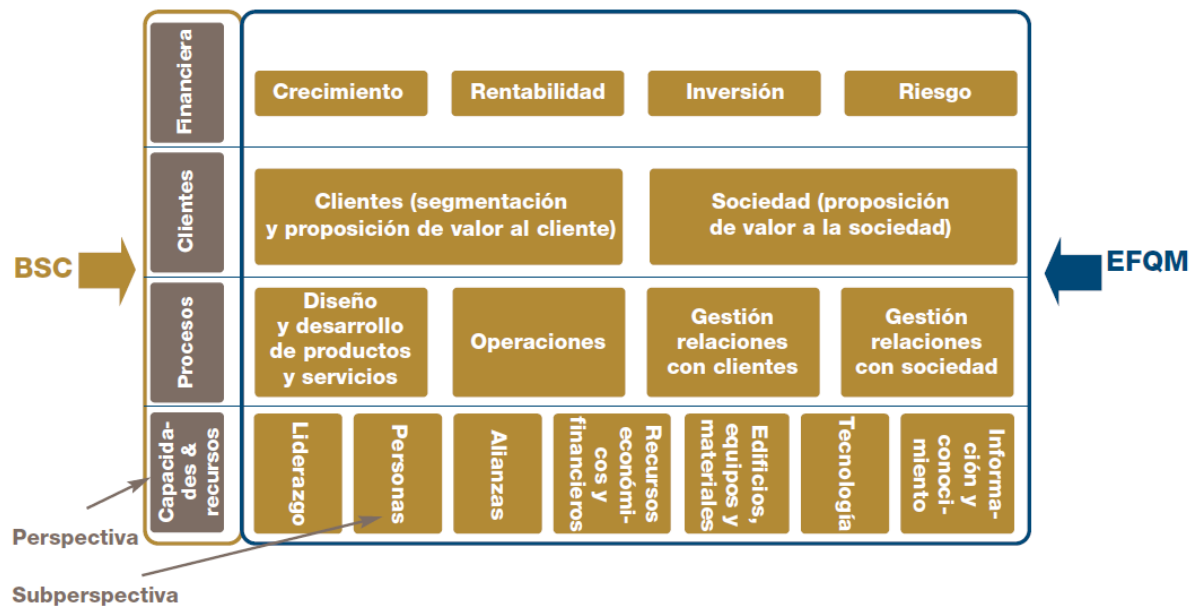 Financiera
Crecimiento
Rentabilidad
Inversión
Riesgo
Clientes
Clientes (segmentación
y proposición de valor al cliente)
Sociedad (proposición
de valor a la sociedad)
BSC
EFQM
Procesos
Diseño
y desarrollo
de productos
y servicios
Operaciones
Gestión
relaciones
con clientes
Gestión
relaciones
con sociedad
Capacida-
des &
recursos
Liderazgo
Personas
Alianzas
Recursos
económi-
cos y
financieros
Edificios,
equipos y
materiales
Tecnología
Informa-
ción y
conoci-
miento
Perspectiva
Subperspectiva